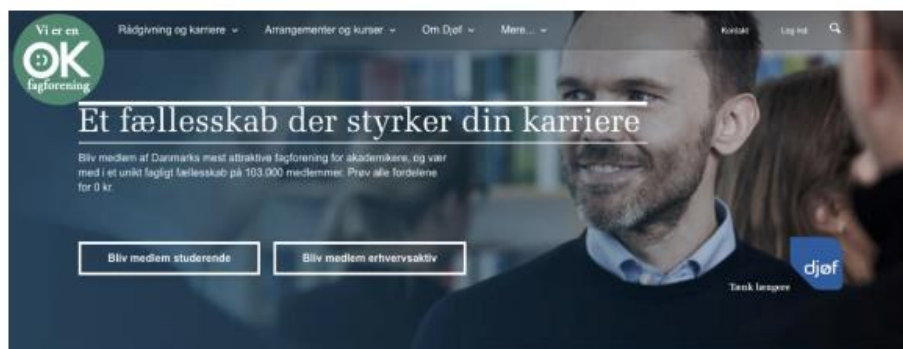 Vi er en
OK
fagforening
Rådgivning og karriere
Arrangementer og kurser
Om Djøf
Mere...
Kontakt
Log ind
Et fællesskab der styrker din karriere
Bliv medlem af Danmarks mest attraktive fagforening for akademikere, og vær
med i et unikt fagligt fællesskab på 103.000 medlemmer. Prøv alle fordelene
for 0 kr.
Bliv medlem studerende
Bliv medlem erhvervsaktiv
djøf
Tænk længere